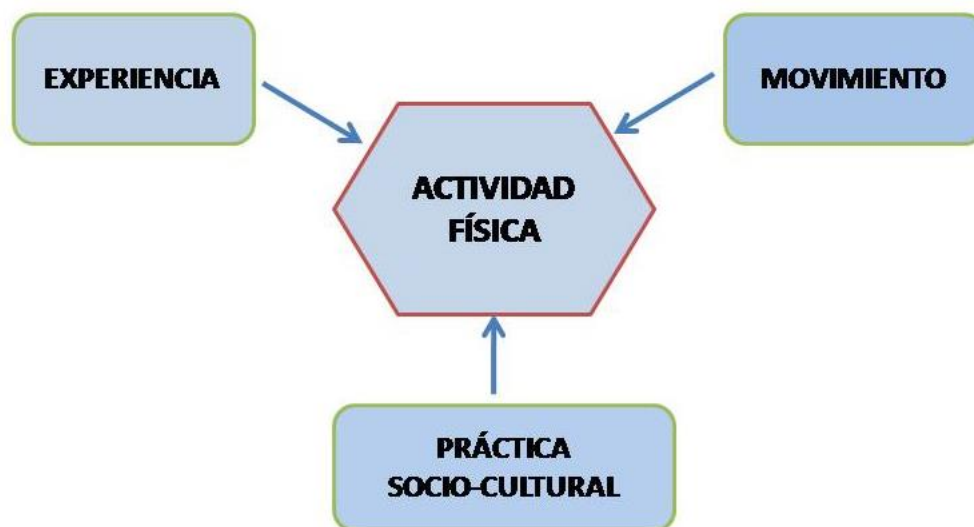 EXPERIENCIA
MOVIMIENTO
ACTIVIDAD
FÍSICA
PRÁCTICA
SOCIO-CULTURAL